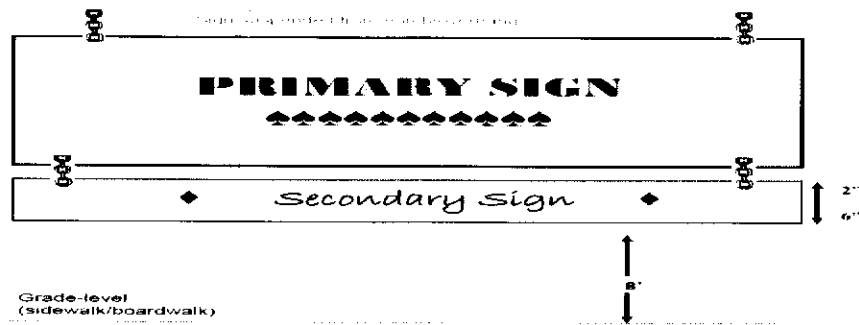 PRIMARY SIGN
Secondary Sign
2"
6"
8'
Grade-level
(sidewalk/boardwalk)